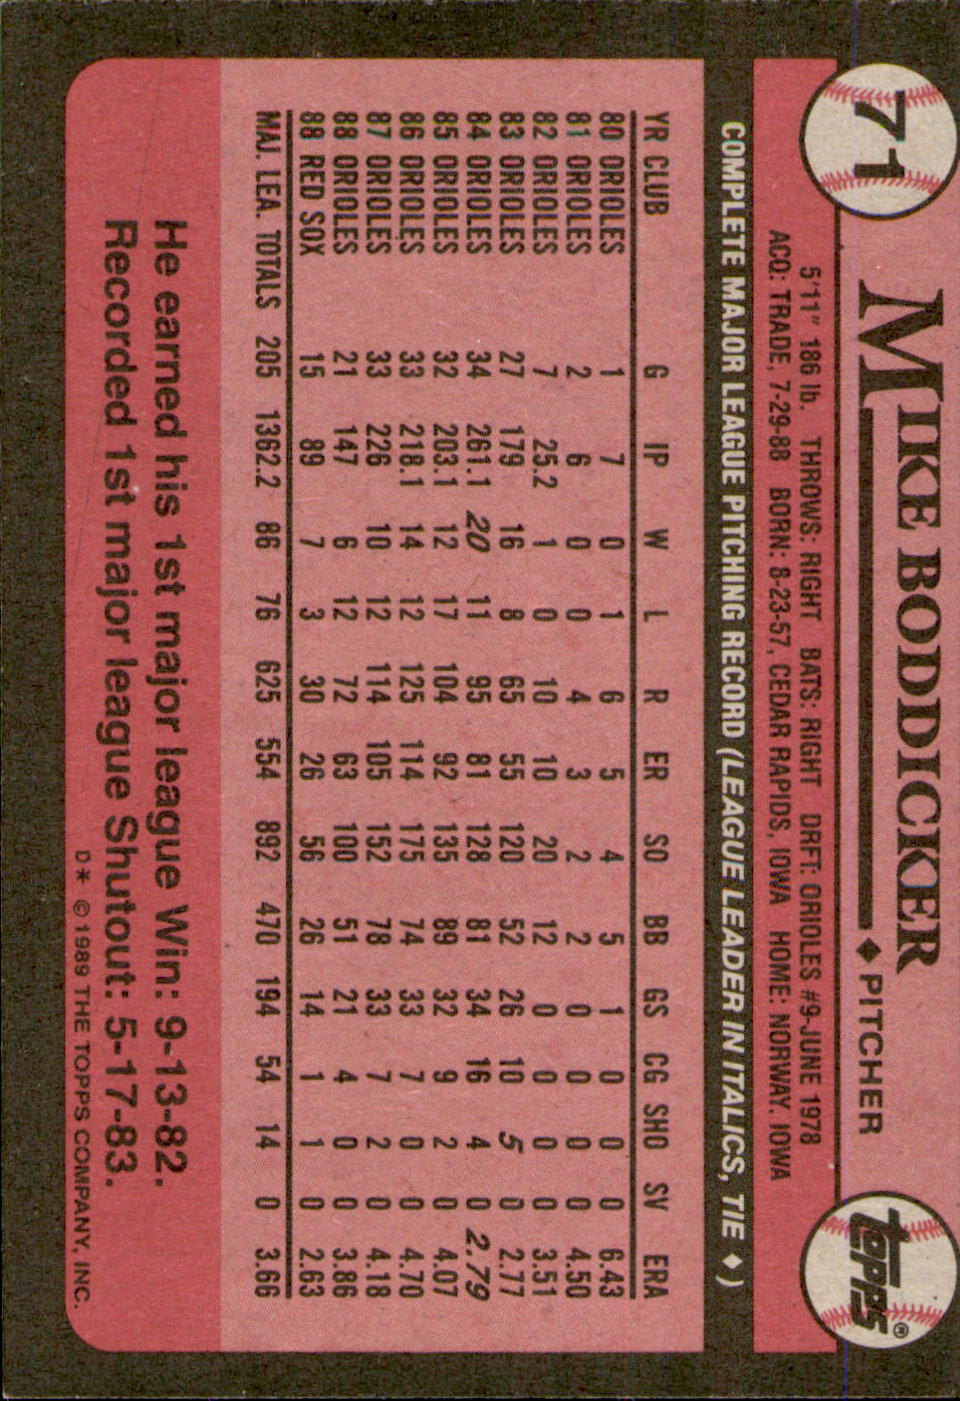 71
MIKE BODDICKER ♦ PITCHER
TOPPS®
5'11" 186 lb. THROWS: RIGHT BATS: RIGHT DRFT: ORIOLES #9-JUNE 1978
ACQ: TRADE, 7-29-88 BORN: 8-23-57, CEDAR RAPIDS, IOWA HOME: NORWAY, IOWA
COMPLETE MAJOR LEAGUE PITCHING RECORD (LEAGUE LEADER IN ITALICS, TIE ♦)
YR CLUB G IP W L R ER SO BB GS CG SHO SV ERA
80 ORIOLES 1 7 0 1 6 5 4 5 1 0 0 0 6.43
81 ORIOLES 2 6 0 0 4 3 2 2 0 0 0 0 4.50
82 ORIOLES 7 25.2 1 0 10 10 20 12 0 0 0 0 3.51
83 ORIOLES 27 179 16 8 65 55 120 52 26 10 5 0 2.77
84 ORIOLES 34 261.1 20 11 95 81 128 81 34 16 4 0 2.79
85 ORIOLES 32 203.1 12 17 104 92 135 89 32 9 2 0 4.07
86 ORIOLES 33 218.1 14 12 125 114 175 74 33 7 0 0 4.70
87 ORIOLES 33 226 10 12 114 105 152 78 33 7 2 0 4.18
88 ORIOLES 21 147 6 12 72 63 100 51 21 4 0 0 3.86
88 RED SOX 15 89 7 3 30 26 56 26 14 1 1 0 2.63
MAJ. LEA. TOTALS 205 1362.2 86 76 625 554 892 470 194 54 14 0 3.66
He earned his 1st major league Win: 9-13-82.
Recorded 1st major league Shutout: 5-17-83.
D* © 1989 THE TOPPS COMPANY, INC.